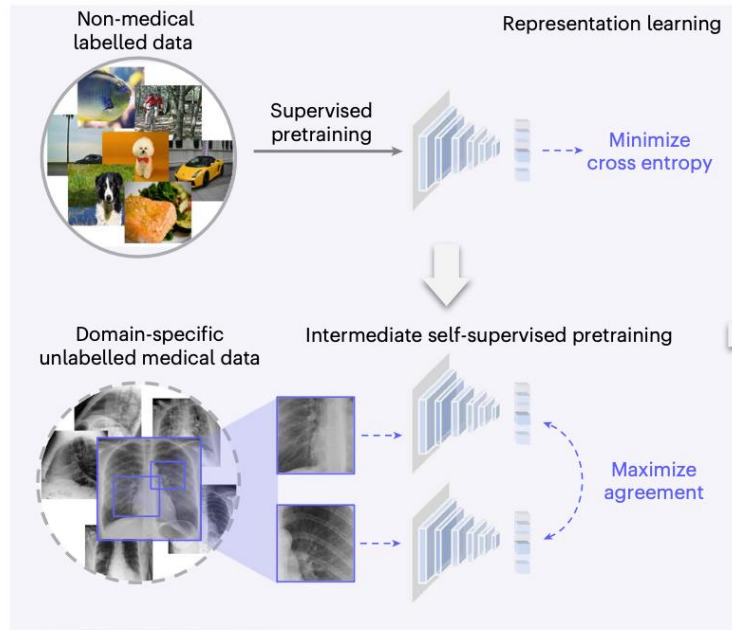 Non-medical
labelled data
Representation learning
Supervised
pretraining
Minimize
cross entropy
Domain-specific
unlabelled medical data
Intermediate self-supervised pretraining
Maximize
agreement